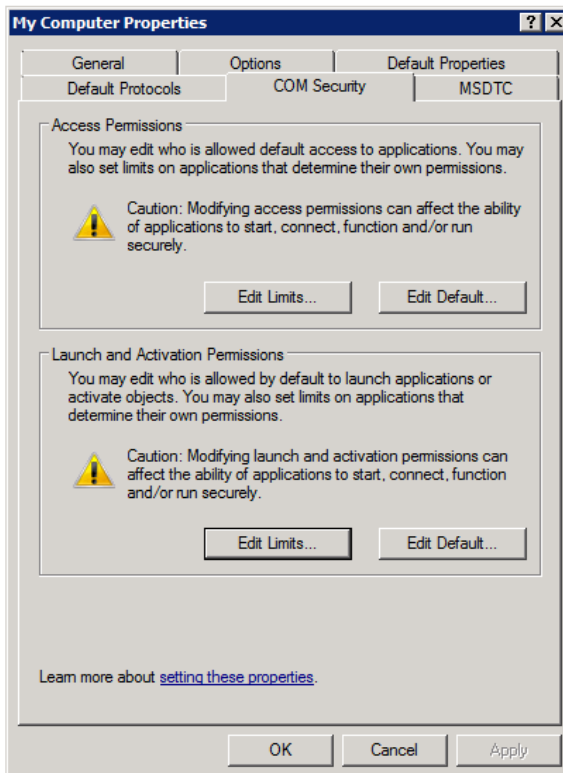 My Computer Properties
General Options Default Properties
Default Protocols COM Security MSDTC
Access Permissions
You may edit who is allowed default access to applications. You may
also set limits on applications that determine their own permissions.
Caution: Modifying access permissions can affect the ability
of applications to start, connect, function and/or run
securely.
Edit Limits... Edit Default...
Launch and Activation Permissions
You may edit who is allowed by default to launch applications or
activate objects. You may also set limits on applications that
determine their own permissions.
Caution: Modifying launch and activation permissions can
affect the ability of applications to start, connect, function
and/or run securely.
Edit Limits... Edit Default...
Learn more about setting these properties.
OK Cancel Apply